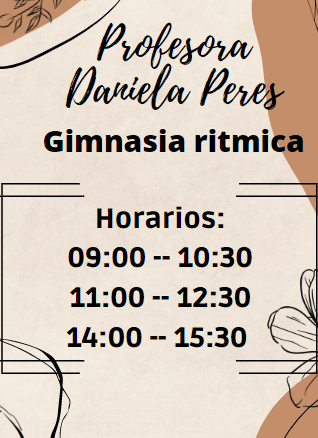 Profesora
Daniela Peres
Gimnasia ritmica
Horarios:
09:00 -- 10:30
11:00 -- 12:30
14:00 -- 15:30